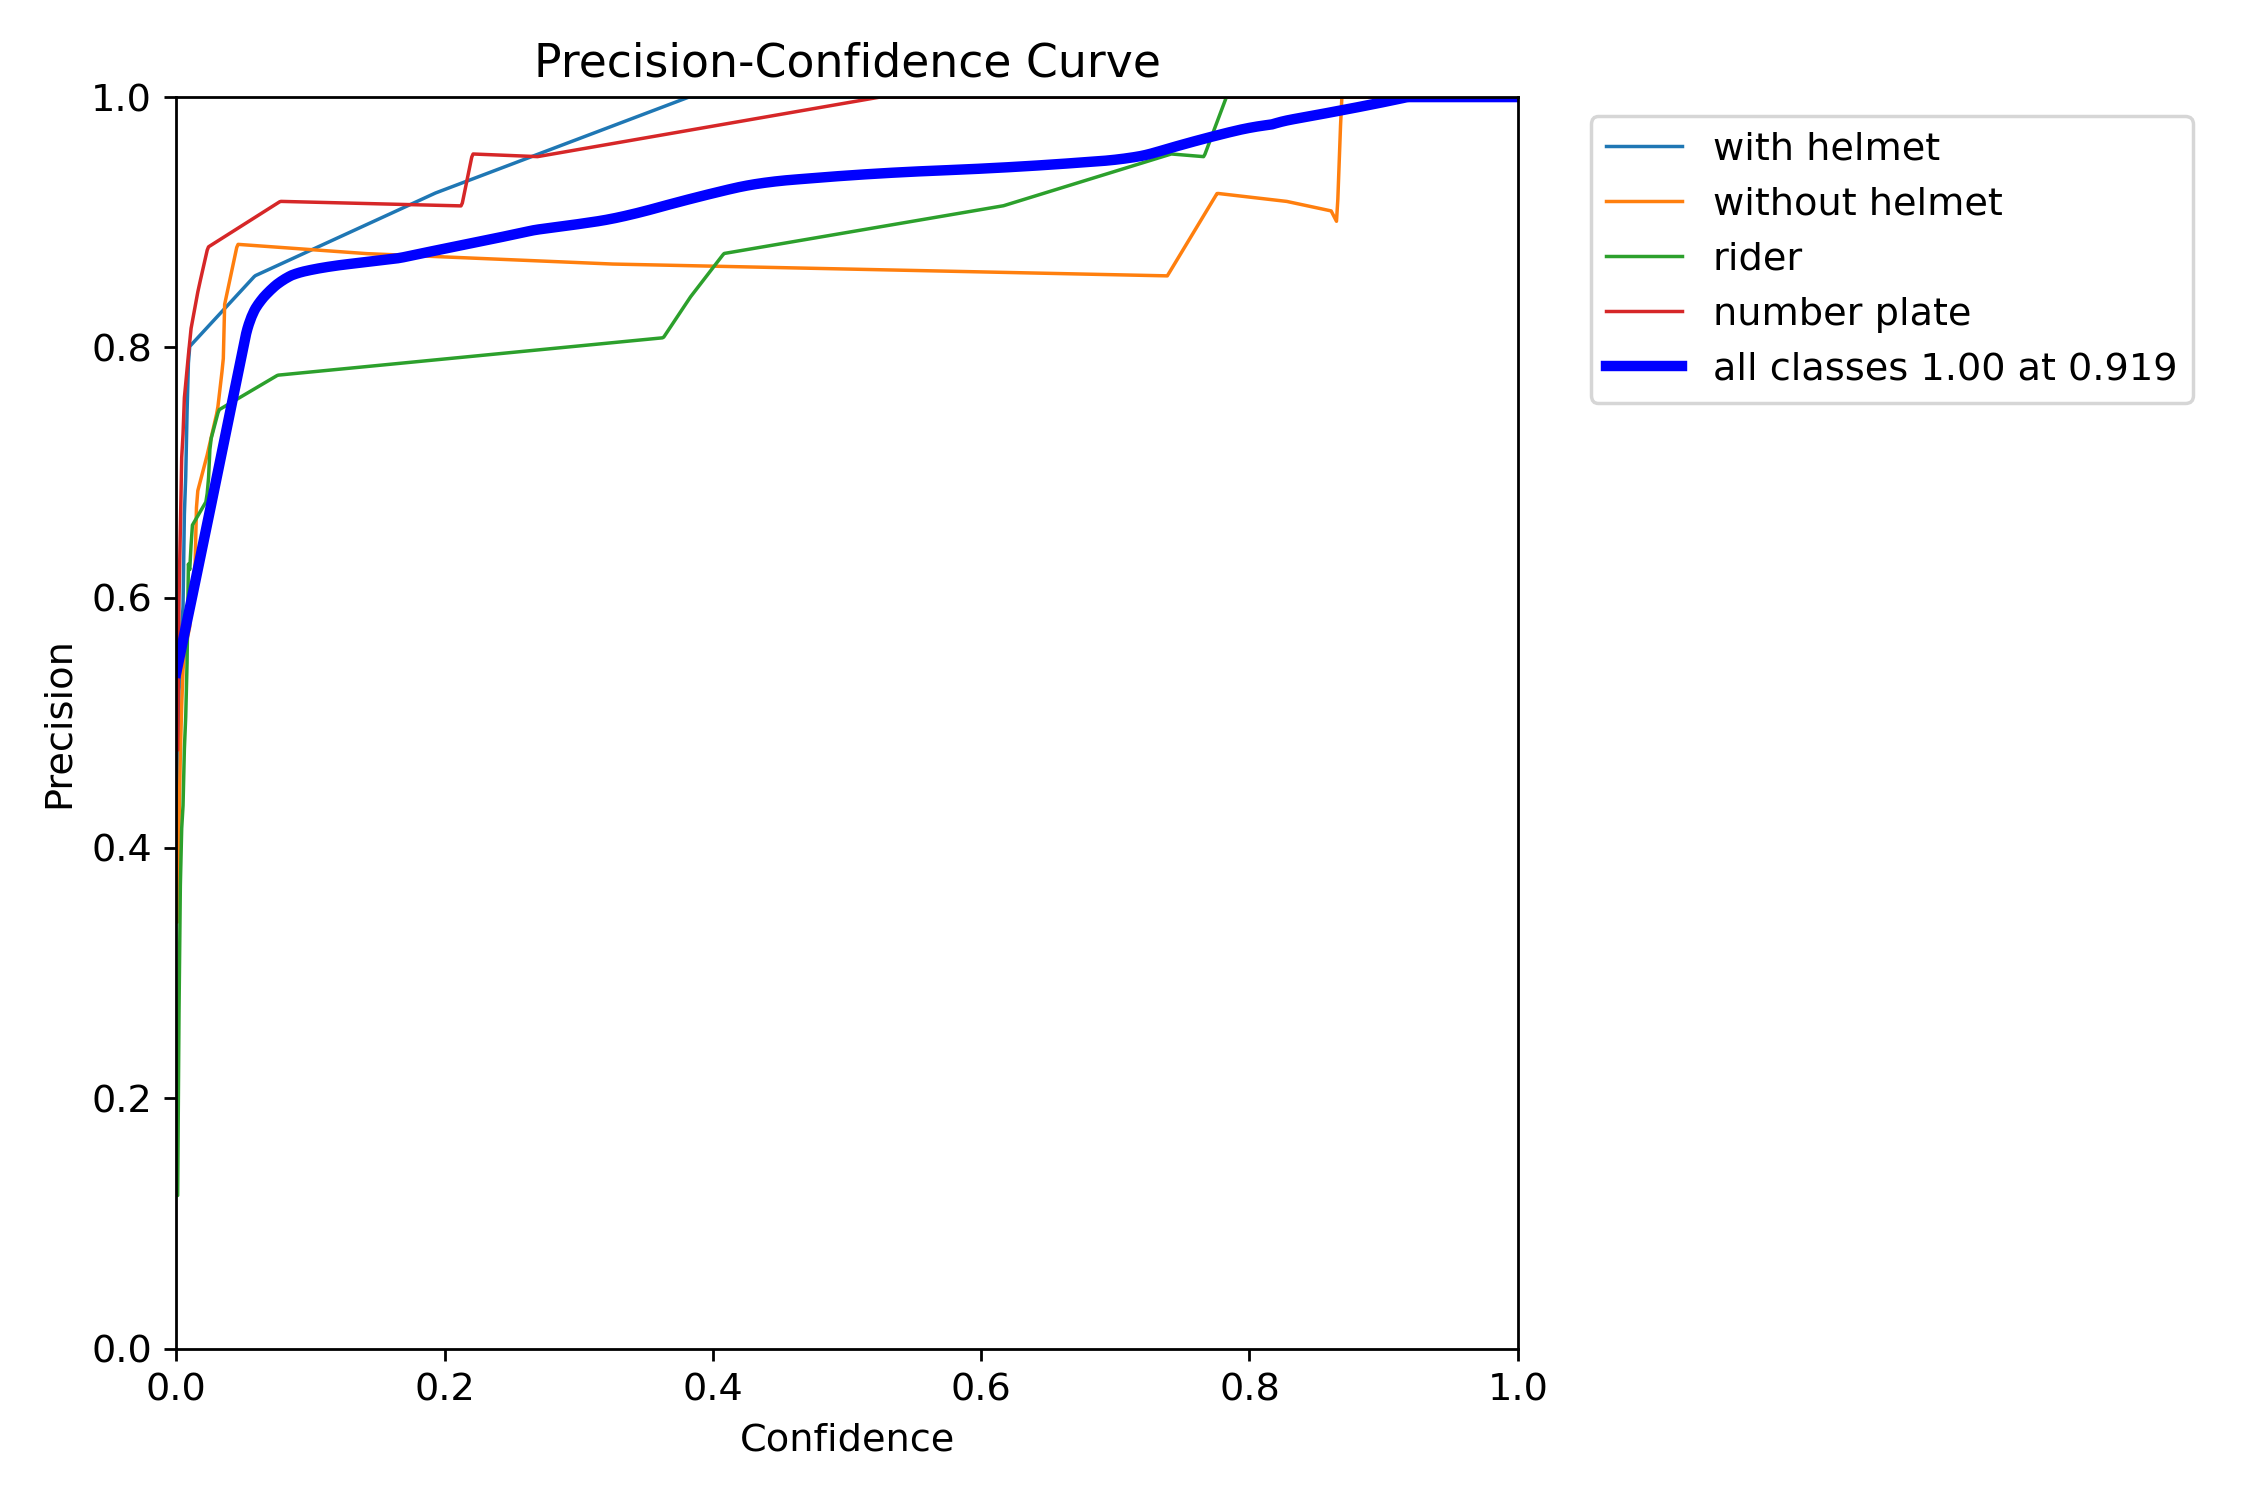 Precision-Confidence Curve
1.0
0.8
0.6
0.4
0.2
0.0
Precision
0.0 0.2 0.4 0.6 0.8 1.0
Confidence
with helmet
without helmet
rider
number plate
all classes 1.00 at 0.919